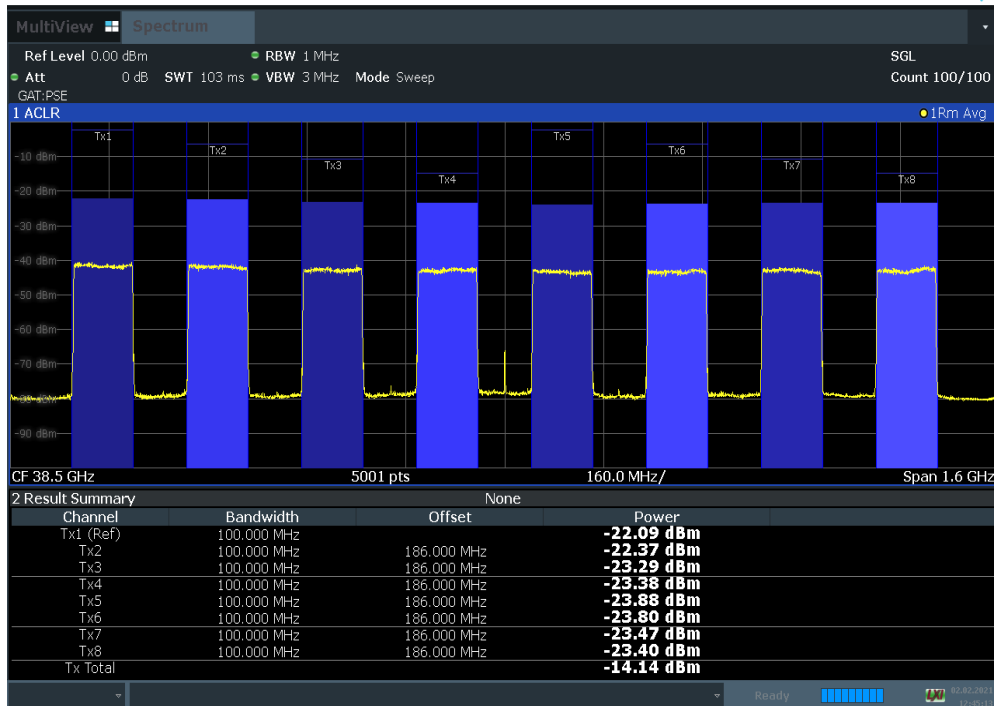 MultiView Spectrum
Ref Level 0.00 dBm RBW 1 MHz SGL
Att 0 dB SWT 103 ms VBW 3 MHz Mode Sweep Count 100/100
GAT:PSE
1 ACLR 1Rm Avg
Tx1 Tx5
Tx2 Tx6
-10 dBm
Tx3 Tx7
Tx4 Tx8
-20 dBm
-30 dBm
-40 dBm
-50 dBm
-60 dBm
-70 dBm
-80 dBm
-90 dBm
CF 38.5 GHz 5001 pts 160.0 MHz/ Span 1.6 GHz
2 Result Summary None
Channel Bandwidth Offset Power
Tx1 (Ref) 100.000 MHz -22.09 dBm
Tx2 100.000 MHz 186.000 MHz -22.37 dBm
Tx3 100.000 MHz 186.000 MHz -23.29 dBm
Tx4 100.000 MHz 186.000 MHz -23.38 dBm
Tx5 100.000 MHz 186.000 MHz -23.88 dBm
Tx6 100.000 MHz 186.000 MHz -23.80 dBm
Tx7 100.000 MHz 186.000 MHz -23.47 dBm
Tx8 100.000 MHz 186.000 MHz -23.40 dBm
Tx Total -14.14 dBm
Ready LXI 02.02.2021